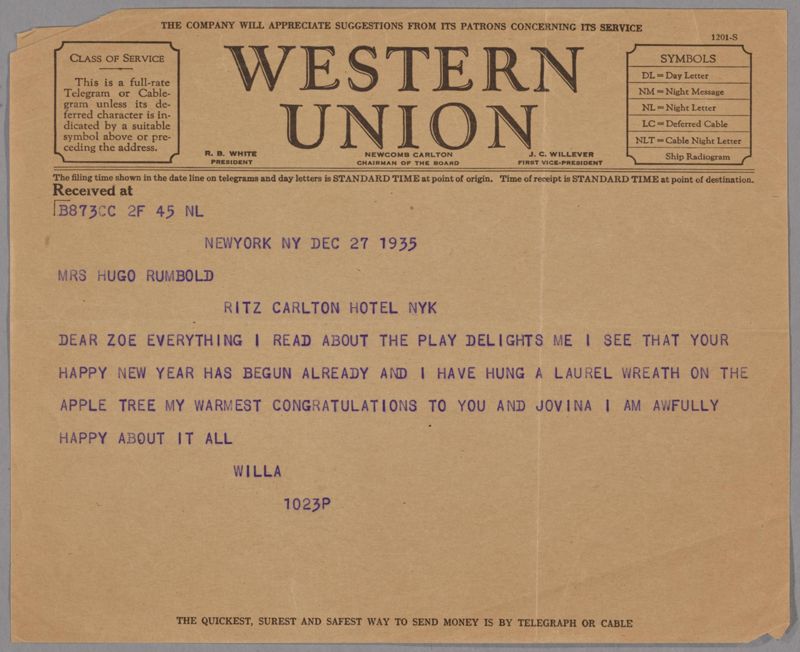 THE COMPANY WILL APPRECIATE SUGGESTIONS FROM ITS PATRONS CONCERNING ITS SERVICE
1201-S
CLASS OF SERVICE
This is a full-rate
Telegram or Cable-
gram unless its de-
ferred character is in-
dicated by a suitable
symbol above or pre-
ceding the address.
WESTERN
UNION
R. B. WHITE
PRESIDENT
NEWCOMB CARLTON
CHAIRMAN OF THE BOARD
J. C. WILLEVER
FIRST VICE-PRESIDENT
SYMBOLS
DL = Day Letter
NM = Night Message
NL = Night Letter
LC = Deferred Cable
NLT = Cable Night Letter
Ship Radiogram
The filing time shown in the date line on telegrams and day letters is STANDARD TIME at point of origin. Time of receipt is STANDARD TIME at point of destination.
Received at
B873CC 2F 45 NL
NEWYORK NY DEC 27 1935
MRS HUGO RUMBOLD
RITZ CARLTON HOTEL NYK
DEAR ZOE EVERYTHING I READ ABOUT THE PLAY DELIGHTS ME I SEE THAT YOUR
HAPPY NEW YEAR HAS BEGUN ALREADY AND I HAVE HUNG A LAUREL WREATH ON THE
APPLE TREE MY WARMEST CONGRATULATIONS TO YOU AND JOVINA I AM AWFULLY
HAPPY ABOUT IT ALL
WILLA
1023P
THE QUICKEST, SUREST AND SAFEST WAY TO SEND MONEY IS BY TELEGRAPH OR CABLE